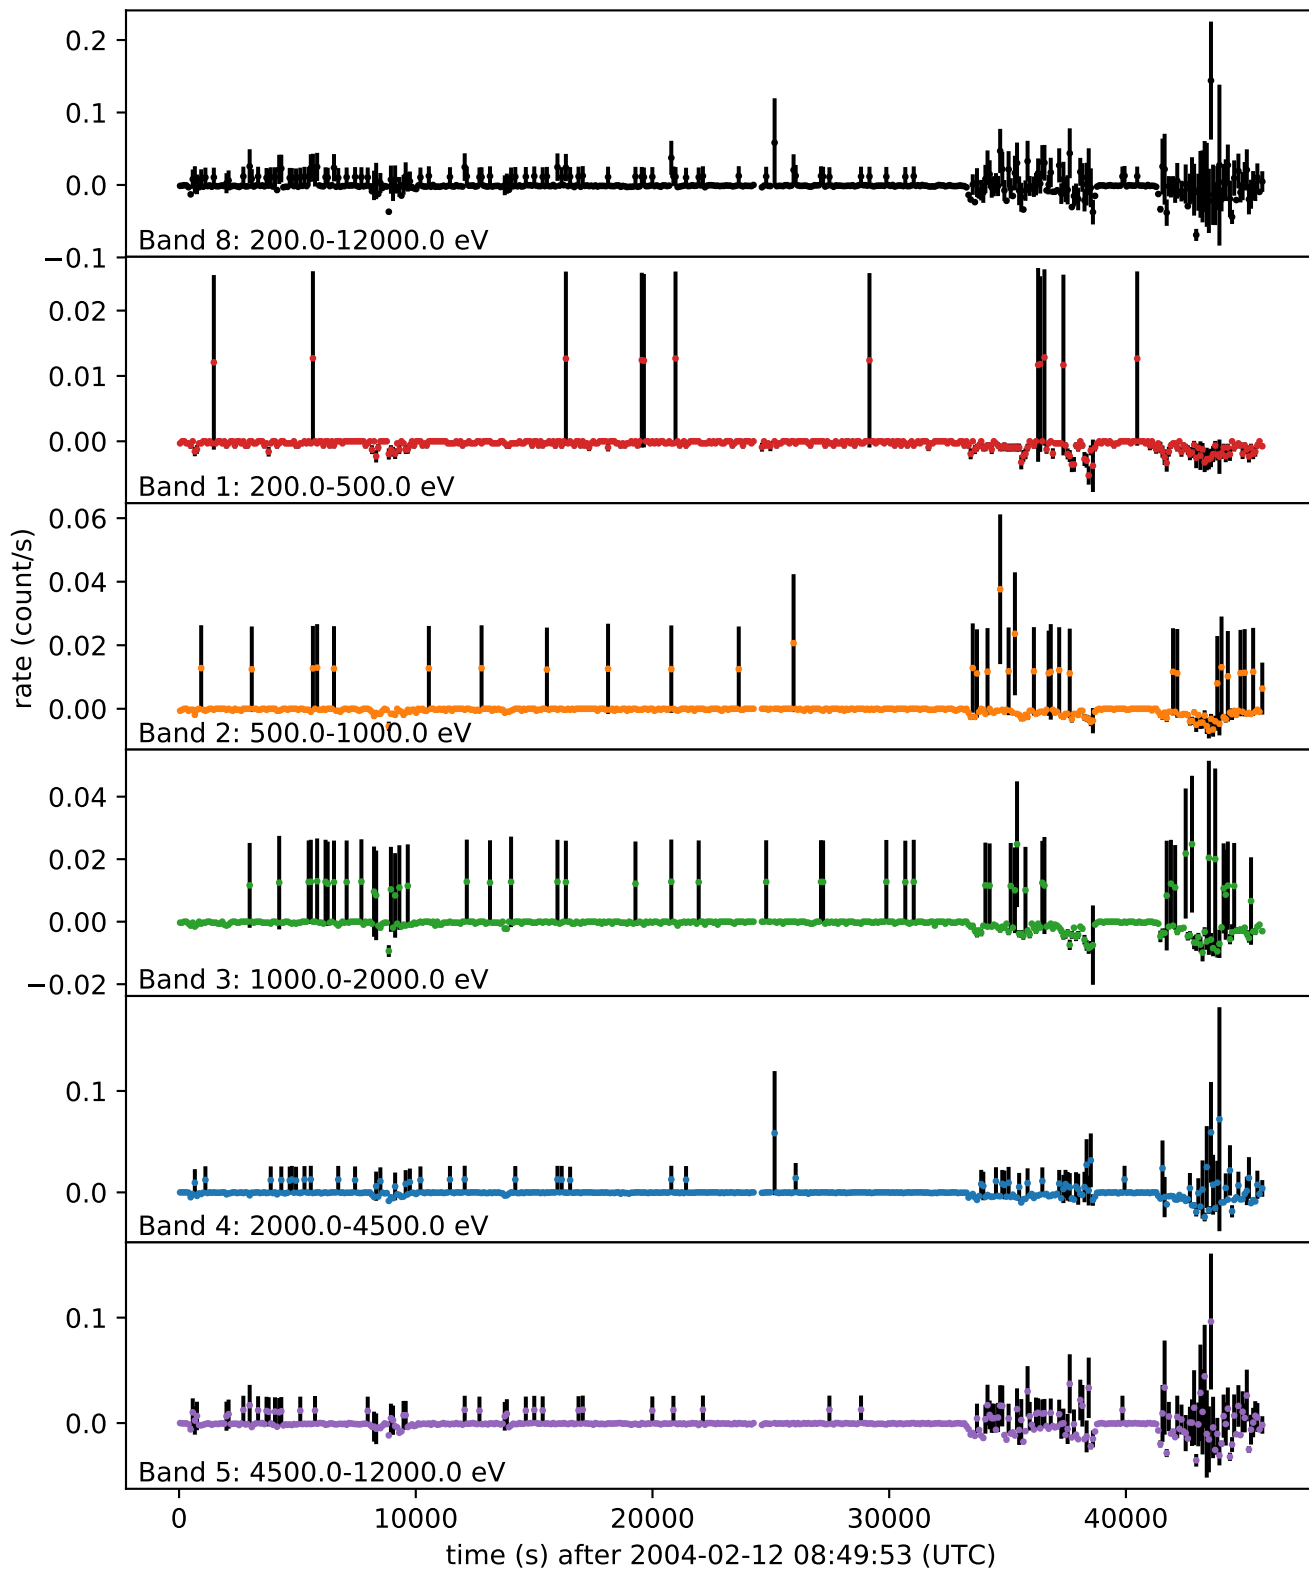 0.2
0.1
0.0
−0.1
Band 8: 200.0-12000.0 eV
0.02
0.01
0.00
Band 1: 200.0-500.0 eV
0.06
0.04
0.02
0.00
Band 2: 500.0-1000.0 eV
rate (count/s)
0.04
0.02
0.00
−0.02
Band 3: 1000.0-2000.0 eV
0.1
0.0
Band 4: 2000.0-4500.0 eV
0.1
0.0
Band 5: 4500.0-12000.0 eV
0 10000 20000 30000 40000
time (s) after 2004-02-12 08:49:53 (UTC)